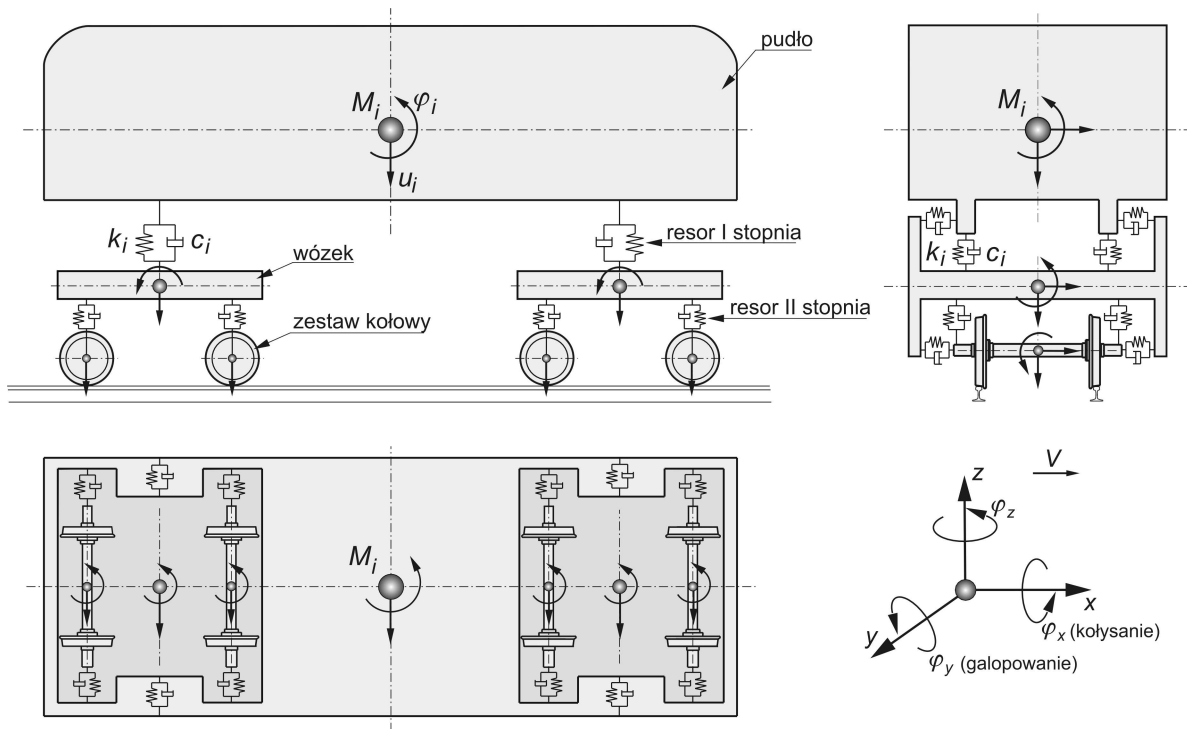 pudło
M_i φ_i
u_i
k_i c_i
resor I stopnia
wózek
resor II stopnia
zestaw kołowy
M_i
k_i c_i
M_i
V
z
φ_z
x
φ_x (kołysanie)
y
φ_y (galopowanie)